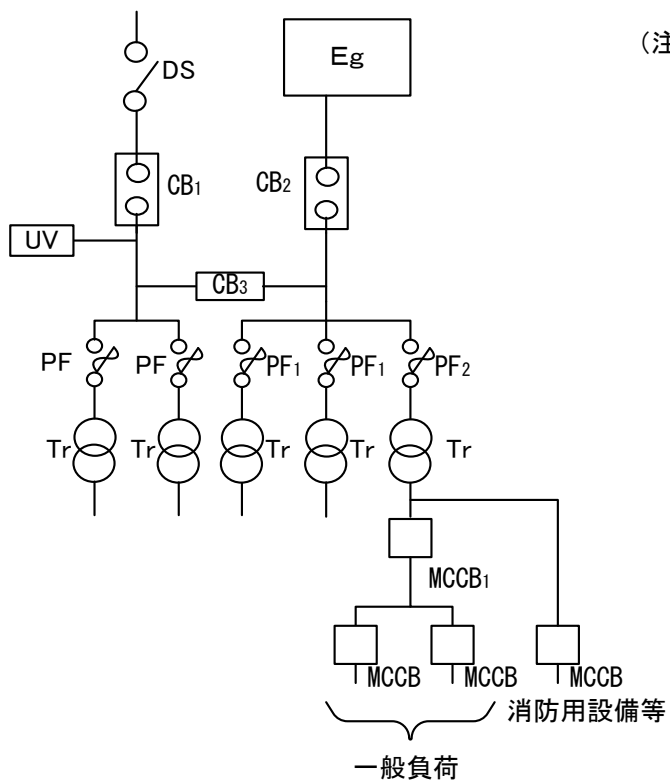 （注
DS
Eg
CB₁
CB₂
UV
CB₃
PF
PF
PF₁
PF₁
PF₂
Tr
Tr
Tr
Tr
Tr
MCCB₁
MCCB
MCCB
MCCB
消防用設備等
一般負荷